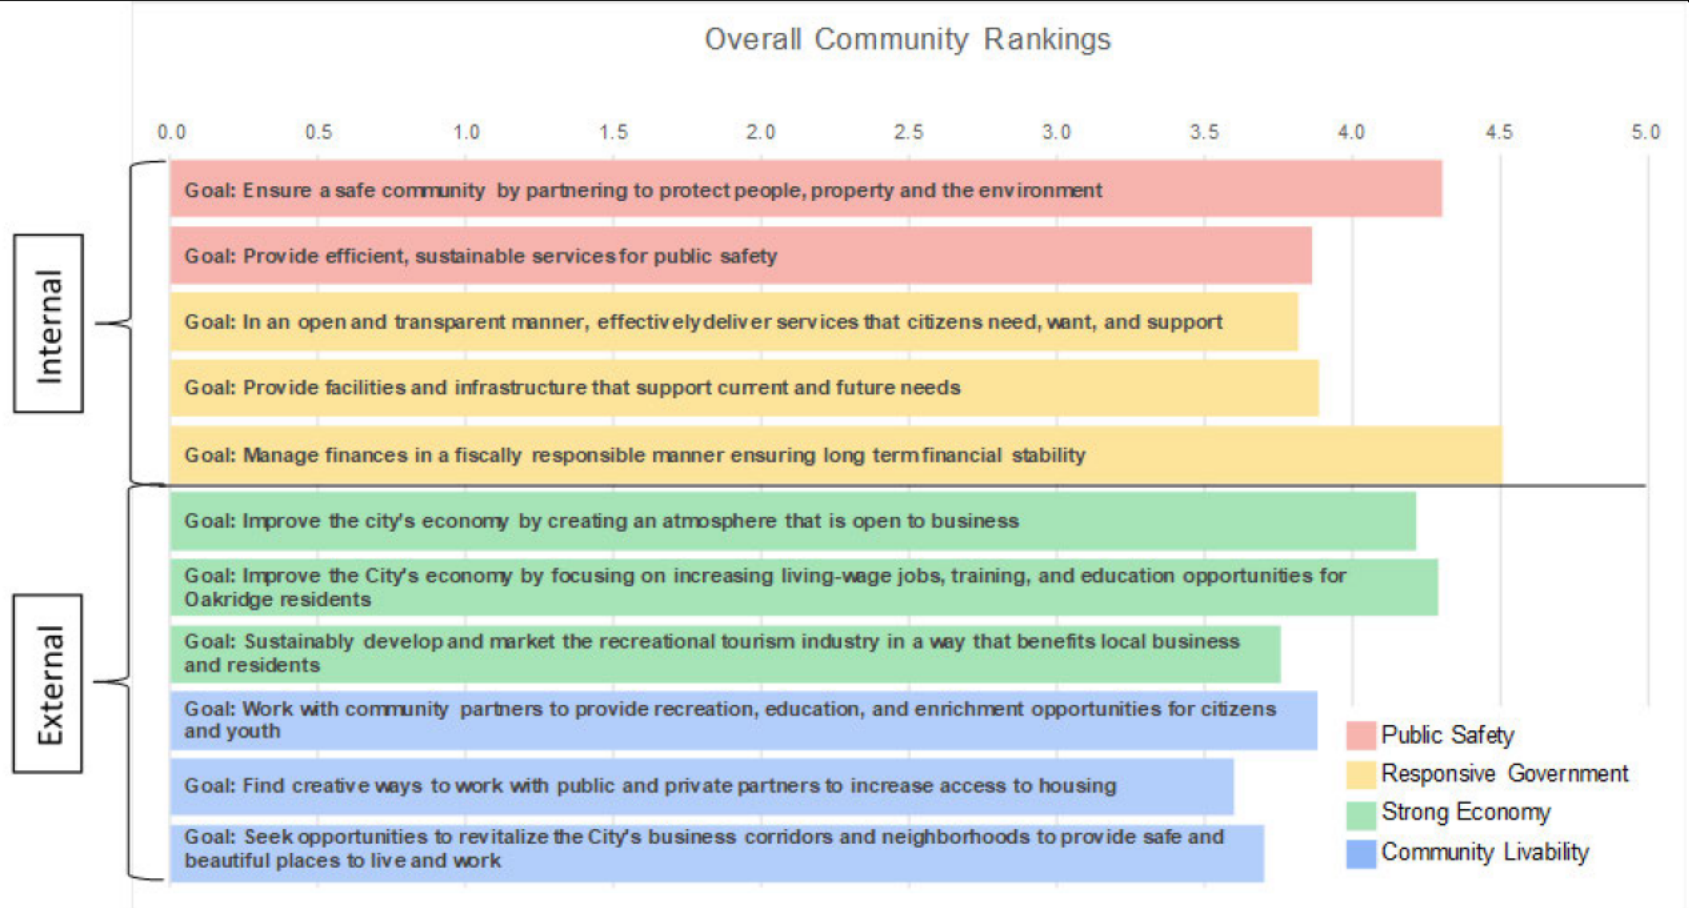 Overall Community Rankings
0.0 0.5 1.0 1.5 2.0 2.5 3.0 3.5 4.0 4.5 5.0
Internal
Goal: Ensure a safe community by partnering to protect people, property and the environment
Goal: Provide efficient, sustainable services for public safety
Goal: In an open and transparent manner, effectively deliver services that citizens need, want, and support
Goal: Provide facilities and infrastructure that support current and future needs
Goal: Manage finances in a fiscally responsible manner ensuring long term financial stability
External
Goal: Improve the city's economy by creating an atmosphere that is open to business
Goal: Improve the City's economy by focusing on increasing living-wage jobs, training, and education opportunities for
Oakridge residents
Goal: Sustainably develop and market the recreational tourism industry in a way that benefits local business
and residents
Goal: Work with community partners to provide recreation, education, and enrichment opportunities for citizens
and youth
Goal: Find creative ways to work with public and private partners to increase access to housing
Goal: Seek opportunities to revitalize the City's business corridors and neighborhoods to provide safe and
beautiful places to live and work
Public Safety
Responsive Government
Strong Economy
Community Livability